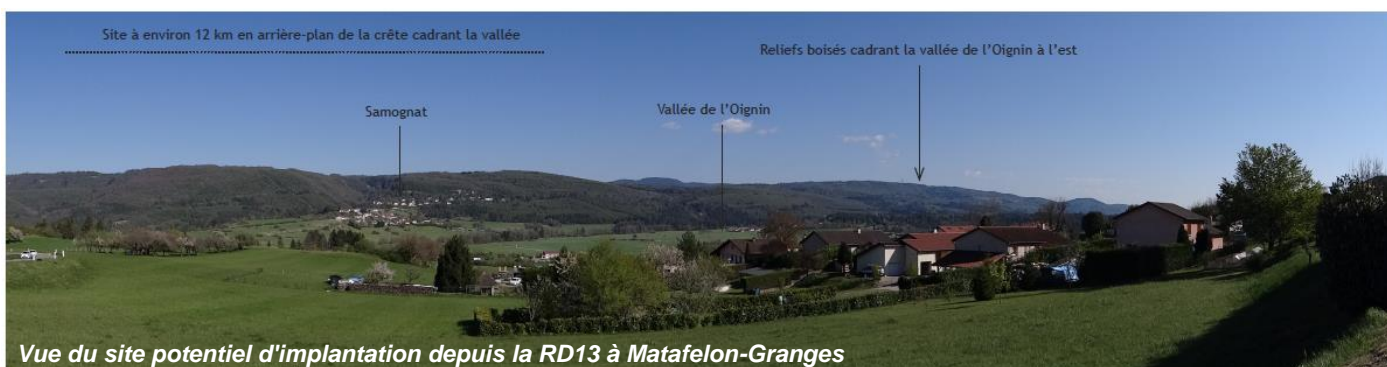 Site à environ 12 km en arrière-plan de la crête cadrant la vallée
Reliefs boisés cadrant la vallée de l'Oignin à l'est
Samognat
Vallée de l'Oignin
Vue du site potentiel d'implantation depuis la RD13 à Matafelon-Granges